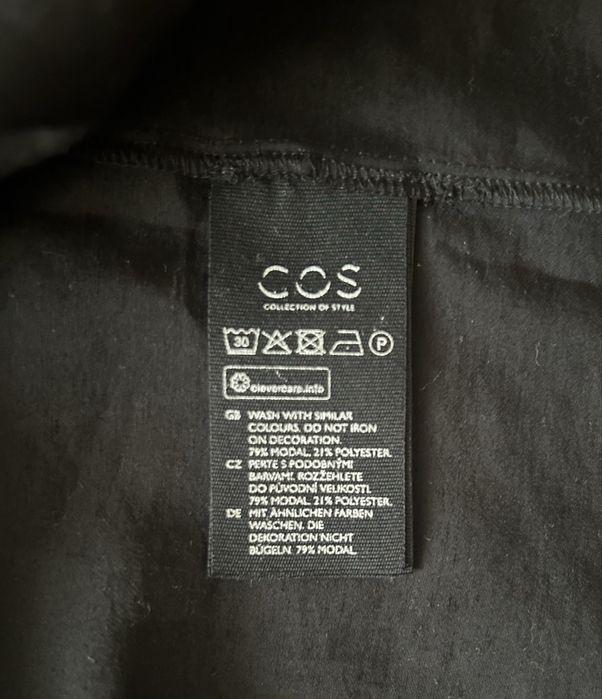 COS
COLLECTION OF STYLE
30 P
clevercare.info
GB WASH WITH SIMILAR
COLOURS. DO NOT IRON
ON DECORATION.
79% MODAL. 21% POLYESTER.
CZ PERTE S PODOBNÝMI
BARVAMI. ROZŽEHLETE
DO PŮVODNÍ VELIKOSTI.
79% MODAL. 21% POLYESTER.
DE MIT ÄHNLICHEN FARBEN
WASCHEN. DIE
DEKORATION NICHT
BÜGELN. 79% MODAL.